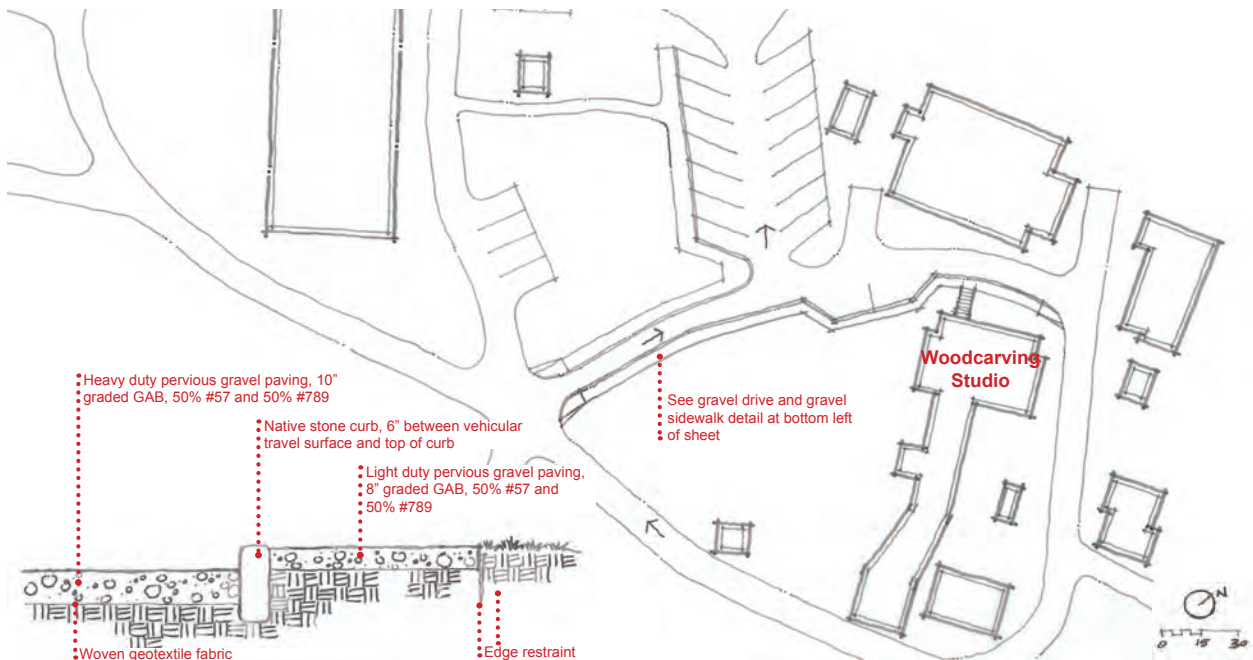 Heavy duty pervious gravel paving, 10”
graded GAB, 50% #57 and 50% #789
Native stone curb, 6” between vehicular
travel surface and top of curb
Light duty pervious gravel paving,
8” graded GAB, 50% #57 and
50% #789
Woven geotextile fabric
Edge restraint
See gravel drive and gravel
sidewalk detail at bottom left
of sheet
Woodcarving
Studio
N
0 15 30